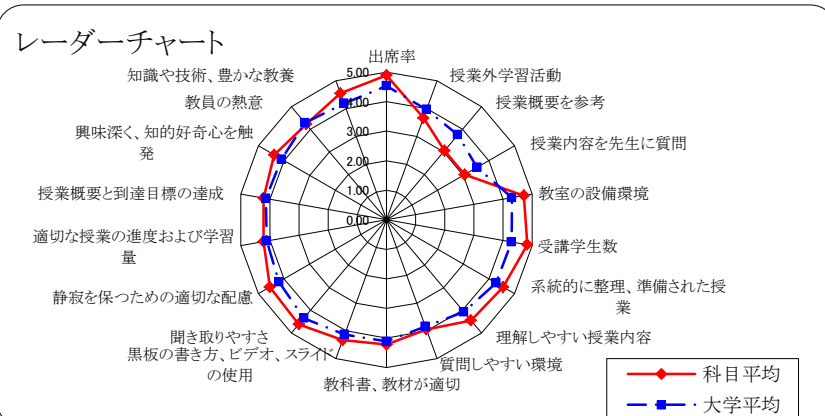 レーダーチャート
出席率
授業外学習活動
授業概要を参考
授業内容を先生に質問
教室の設備環境
受講学生数
系統的に整理、準備された授
業
理解しやすい授業内容
質問しやすい環境
教科書、教材が適切
黒板の書き方、ビデオ、スライド
の使用
聞き取りやすさ
静寂を保つための適切な配慮
適切な授業の進度および学習
量
授業概要と到達目標の達成
興味深く、知的好奇心を触
発
教員の熱意
知識や技術、豊かな教養
5.00
4.00
3.00
2.00
1.00
0.00
科目平均
大学平均